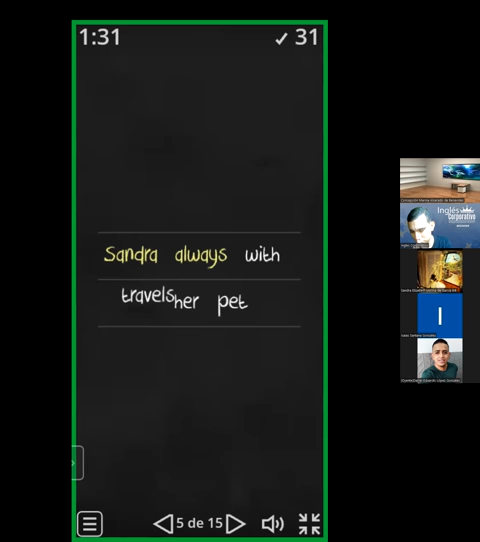 1:31 ✓ 31
Sandra always with
travels her pet
5 de 15
Inglés
Corporativo